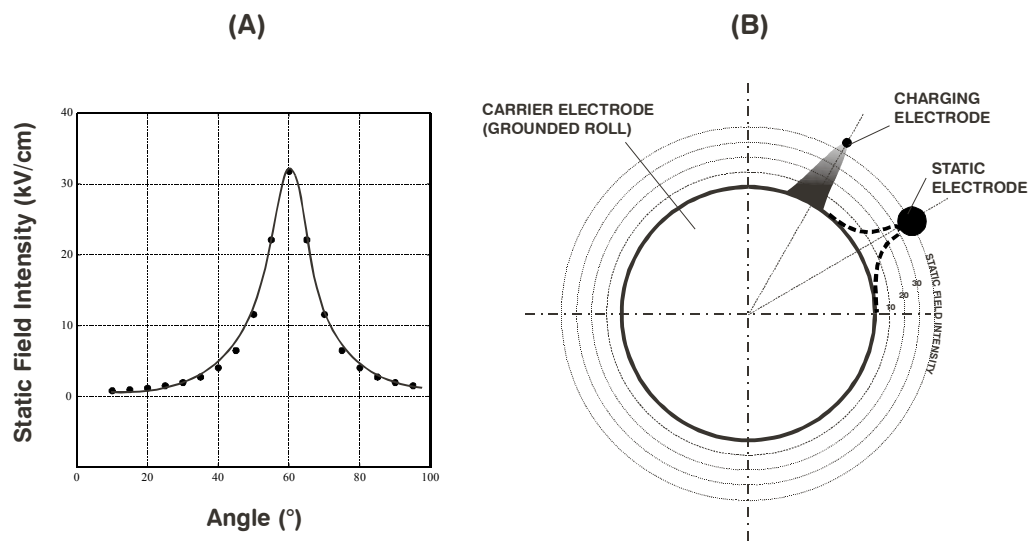 (A)
(B)
Static Field Intensity (kV/cm)
40
30
20
10
0
0
20
40
60
80
100
Angle (°)
CARRIER ELECTRODE
(GROUNDED ROLL)
CHARGING
ELECTRODE
STATIC
ELECTRODE
10
20
30
STATIC FIELD INTENSITY